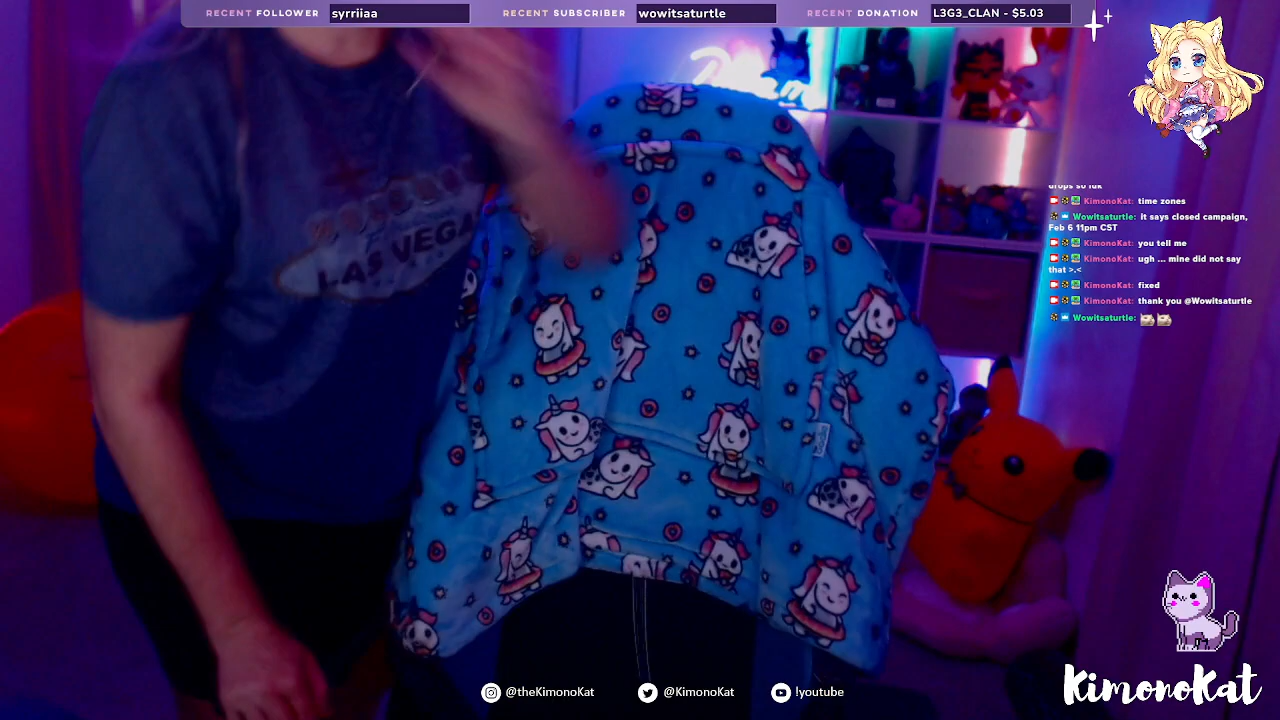 RECENT FOLLOWER syrriiaa RECENT SUBSCRIBER wowitsaturtle RECENT DONATION L3G3_CLAN - $5.03
LAS VEGAS
KimonoKat: time zones
Wowitsaturtle: it says closed campaign,
Feb 6 11pm CST
KimonoKat: you tell me
KimonoKat: ugh ... mine did not say
that >.<
KimonoKat: fixed
KimonoKat: thank you @Wowitsaturtle
Wowitsaturtle:
@theKimonoKat @KimonoKat !youtube
KimonoKat